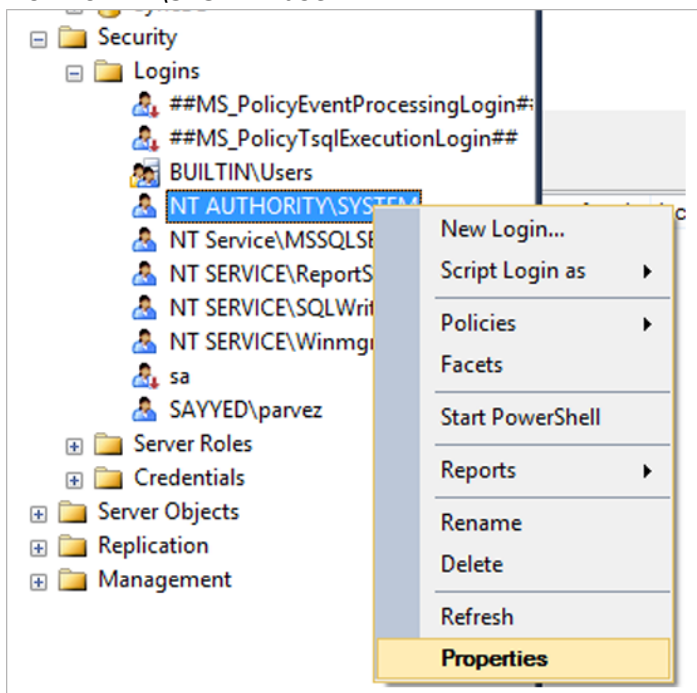 Security
Logins
##MS_PolicyEventProcessingLogin##
##MS_PolicyTsqlExecutionLogin##
BUILTIN\Users
NT AUTHORITY\SYSTEM
NT Service\MSSQLSE
NT SERVICE\ReportS
NT SERVICE\SQLWrit
NT SERVICE\Winmgm
sa
SAYYED\parvez
Server Roles
Credentials
Server Objects
Replication
Management
New Login...
Script Login as
Policies
Facets
Start PowerShell
Reports
Rename
Delete
Refresh
Properties